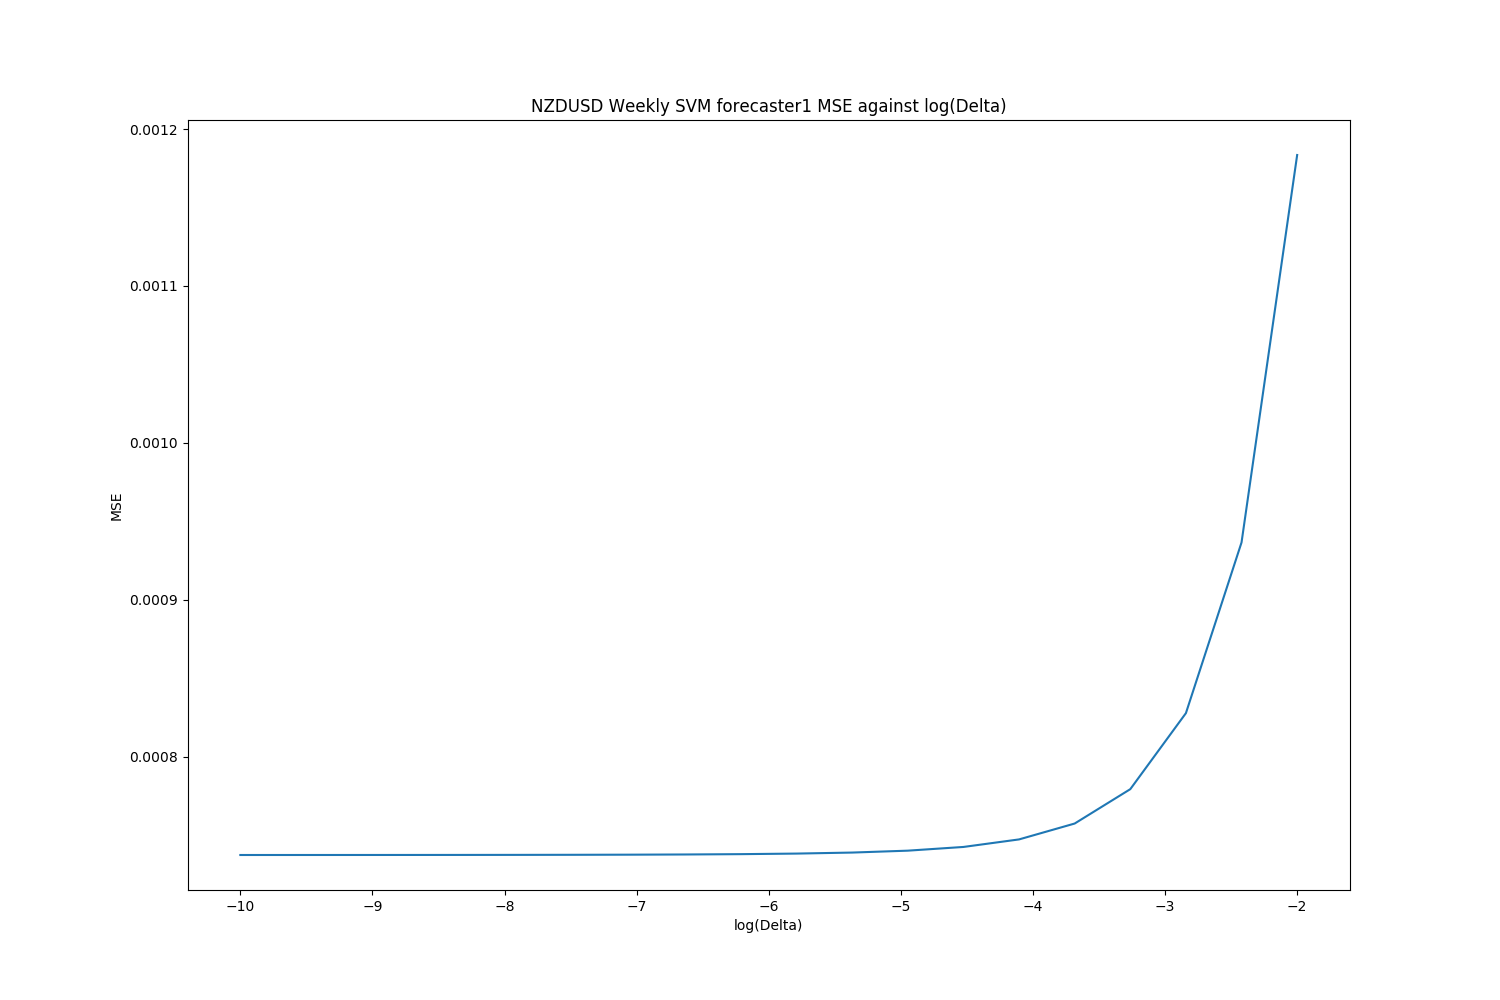 NZDUSD Weekly SVM forecaster1 MSE against log(Delta)
0.0012
0.0011
0.0010
0.0009
0.0008
MSE
−10 −9 −8 −7 −6 −5 −4 −3 −2
log(Delta)